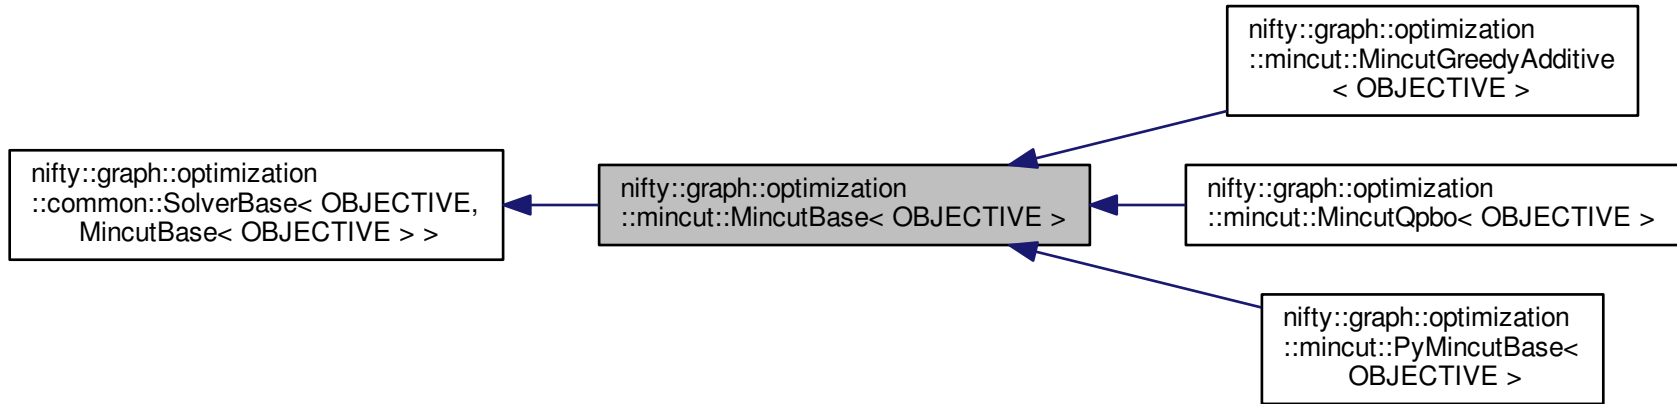 nifty::graph::optimization
::common::SolverBase< OBJECTIVE,
MincutBase< OBJECTIVE > >
nifty::graph::optimization
::mincut::MincutBase< OBJECTIVE >
nifty::graph::optimization
::mincut::MincutGreedyAdditive
< OBJECTIVE >
nifty::graph::optimization
::mincut::MincutQpbo< OBJECTIVE >
nifty::graph::optimization
::mincut::PyMincutBase<
OBJECTIVE >